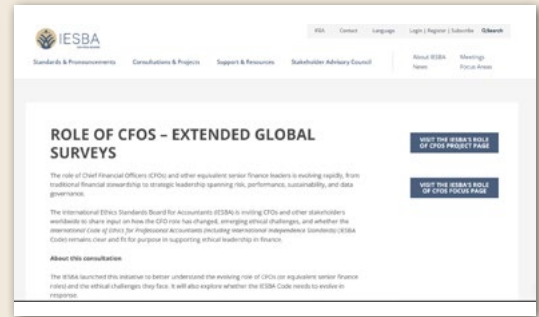 IESBA
IFEA Contact Language Login | Register | Subscribe Search
Standards & Pronouncements Consultations & Projects Support & Resources Stakeholder Advisory Council About IESBA Meetings
News Focus Areas
ROLE OF CFOS – EXTENDED GLOBAL
SURVEYS
The role of Chief Financial Officers (CFOs) and other equivalent senior finance leaders is evolving rapidly, from
traditional financial stewardship to strategic leadership spanning risk, performance, sustainability, and data
governance.
The International Ethics Standards Board for Accountants (IESBA) is inviting CFOs and other stakeholders
worldwide to share input on how the CFO role has changed, emerging ethical challenges, and whether the
International Code of Ethics for Professional Accountants (including International Independence Standards) (IESBA
Code) remains clear and fit for purpose in supporting ethical leadership in finance.
About this consultation
The IESBA launched this initiative to better understand the evolving role of CFOs (or equivalent senior finance
roles) and the ethical challenges they face. It will also explore whether the IESBA Code needs to evolve in
response.
VISIT THE IESBA'S ROLE
OF CFOS PROJECT PAGE
VISIT THE IESBA'S ROLE
OF CFOS FOCUS PAGE